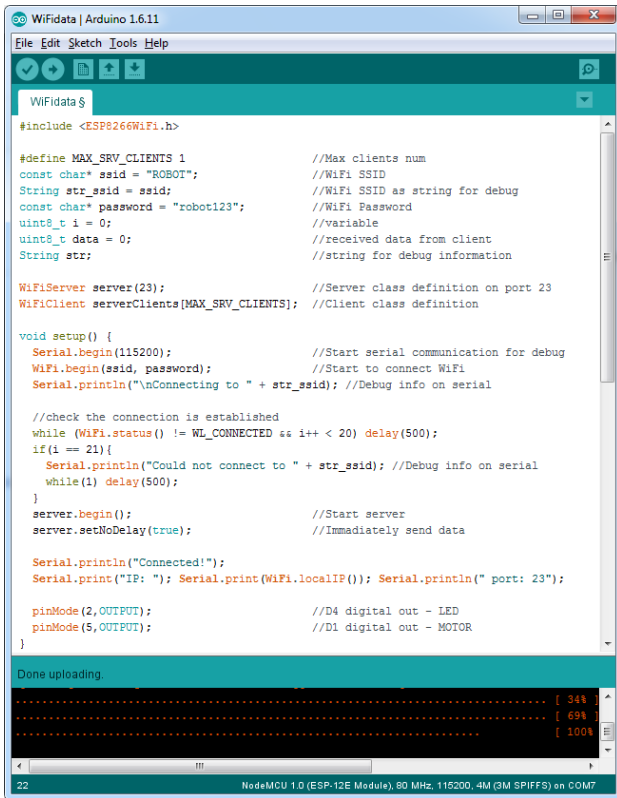 WiFidata | Arduino 1.6.11
File Edit Sketch Tools Help
WiFidata §
#include <ESP8266WiFi.h>
#define MAX_SRV_CLIENTS 1 //Max clients num
const char* ssid = "ROBOT"; //WiFi SSID
String str_ssid = ssid; //WiFi SSID as string for debug
const char* password = "robot123"; //WiFi Password
uint8_t i = 0; //variable
uint8_t data = 0; //received data from client
String str; //string for debug information
WiFiServer server(23); //Server class definition on port 23
WiFiClient serverClients[MAX_SRV_CLIENTS]; //Client class definition
void setup() {
Serial.begin(115200); //Start serial communication for debug
WiFi.begin(ssid, password); //Start to connect WiFi
Serial.println("\nConnecting to " + str_ssid); //Debug info on serial
//check the connection is established
while (WiFi.status() != WL_CONNECTED && i++ < 20) delay(500);
if(i == 21){
Serial.println("Could not connect to " + str_ssid); //Debug info on serial
while(1) delay(500);
}
server.begin(); //Start server
server.setNoDelay(true); //Immadiately send data
Serial.println("Connected!");
Serial.print("IP: "); Serial.print(WiFi.localIP()); Serial.println(" port: 23");
pinMode(2,OUTPUT); //D4 digital out - LED
pinMode(5,OUTPUT); //D1 digital out - MOTOR
}
Done uploading.
................................................................................ [ 34% ]
................................................................................ [ 69% ]
...................................................................... [ 100% ]
22 NodeMCU 1.0 (ESP-12E Module), 80 MHz, 115200, 4M (3M SPIFFS) on COM7